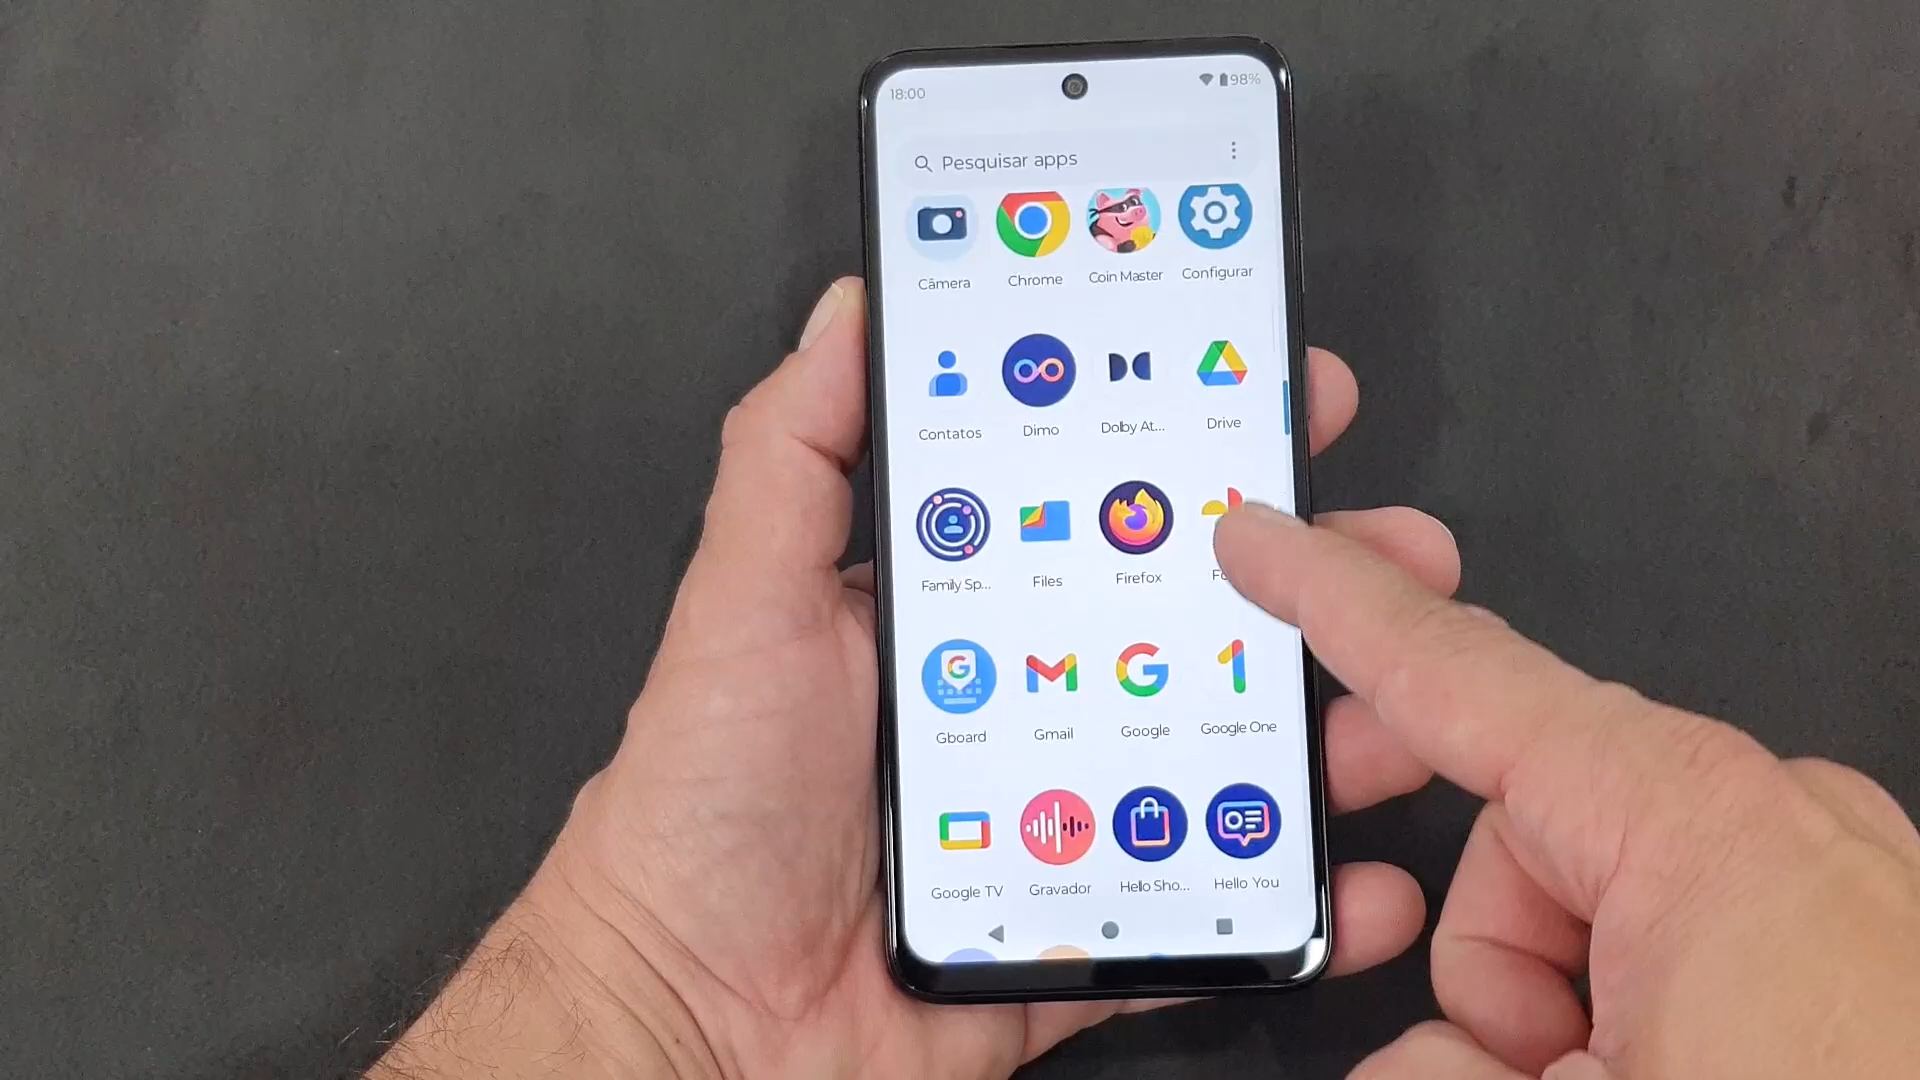 18:00
98%
Pesquisar apps
Câmera Chrome Coin Master Configurar
Contatos Dimo Dolby At... Drive
Family Sp... Files Firefox
Gboard Gmail Google Google One
Google TV Gravador Hello Sho... Hello You